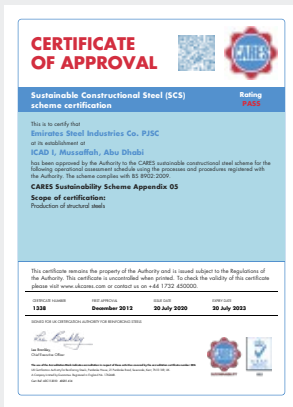 CERTIFICATE
OF APPROVAL
CARES
Sustainable Constructional Steel (SCS)
scheme certification
Rating
PASS
This is to certify that
Emirates Steel Industries Co. PJSC
at its establishment at
ICAD I, Mussaffah, Abu Dhabi
has been approved by the Authority to the CARES sustainable constructional steel scheme for the
following operational assessment schedule using the processes and procedures registered with
the Authority. The scheme complies with BS 8902:2009.
CARES Sustainability Scheme Appendix 05
Scope of certification:
Production of structural steels
This certificate remains the property of the Authority and is issued subject to the Regulations of
the Authority. This certificate is uncontrolled when printed. To check the validity of this certificate
please visit www.ukcares.com or contact us on +44 1732 450000.
CERTIFICATE NUMBER
FIRST APPROVAL
ISSUE DATE
EXPIRY DATE
1338
December 2012
20 July 2020
20 July 2023
SIGNED FOR UK CERTIFICATION AUTHORITY FOR REINFORCING STEELS
Lee Brankley
Chief Executive Officer
CARES
UKAS